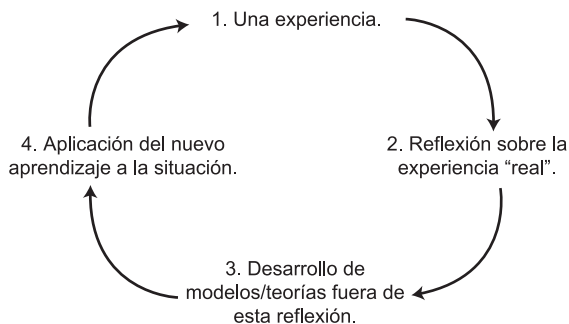 1. Una experiencia.
2. Reflexión sobre la
experiencia “real”.
3. Desarrollo de
modelos/teorías fuera de
esta reflexión.
4. Aplicación del nuevo
aprendizaje a la situación.